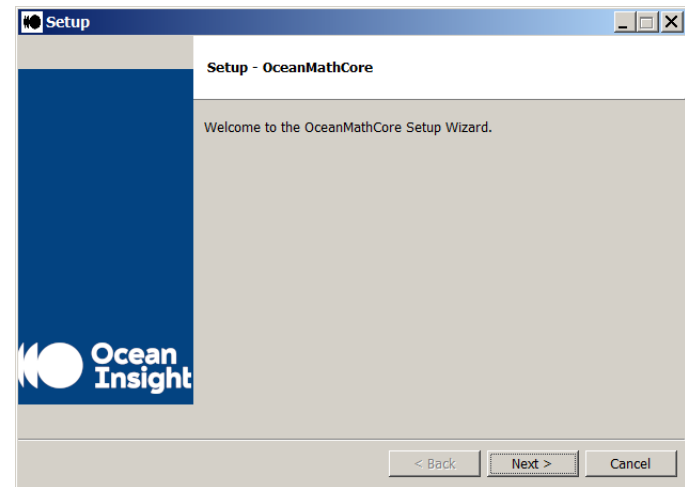 Setup
Setup - OceanMathCore
Welcome to the OceanMathCore Setup Wizard.
Ocean
Insight
< Back
Next >
Cancel